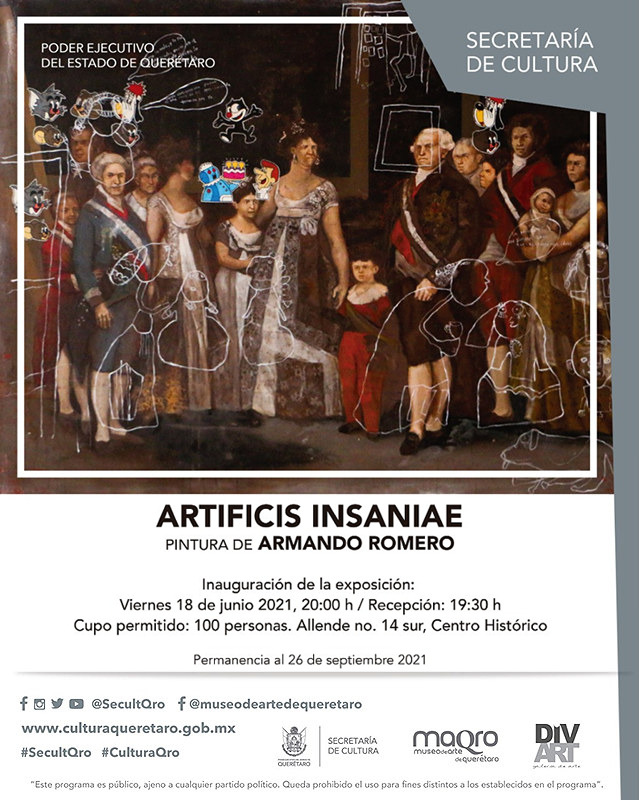 PODER EJECUTIVO
DEL ESTADO DE QUERÉTARO
SECRETARÍA
DE CULTURA
ARTIFICIS INSANIAE
PINTURA DE ARMANDO ROMERO
Inauguración de la exposición:
Viernes 18 de junio 2021, 20:00 h / Recepción: 19:30 h
Cupo permitido: 100 personas. Allende no. 14 sur, Centro Histórico
Permanencia al 26 de septiembre 2021
@SecultQro @museodeartedequeretaro
www.culturaqueretaro.gob.mx
#SecultQro #CulturaQro
QUERÉTARO
SECRETARÍA
DE CULTURA
maQro
museodearte
de querétaro
DIV
ART
galería de arte
"Este programa es público, ajeno a cualquier partido político. Queda prohibido el uso para fines distintos a los establecidos en el programa".